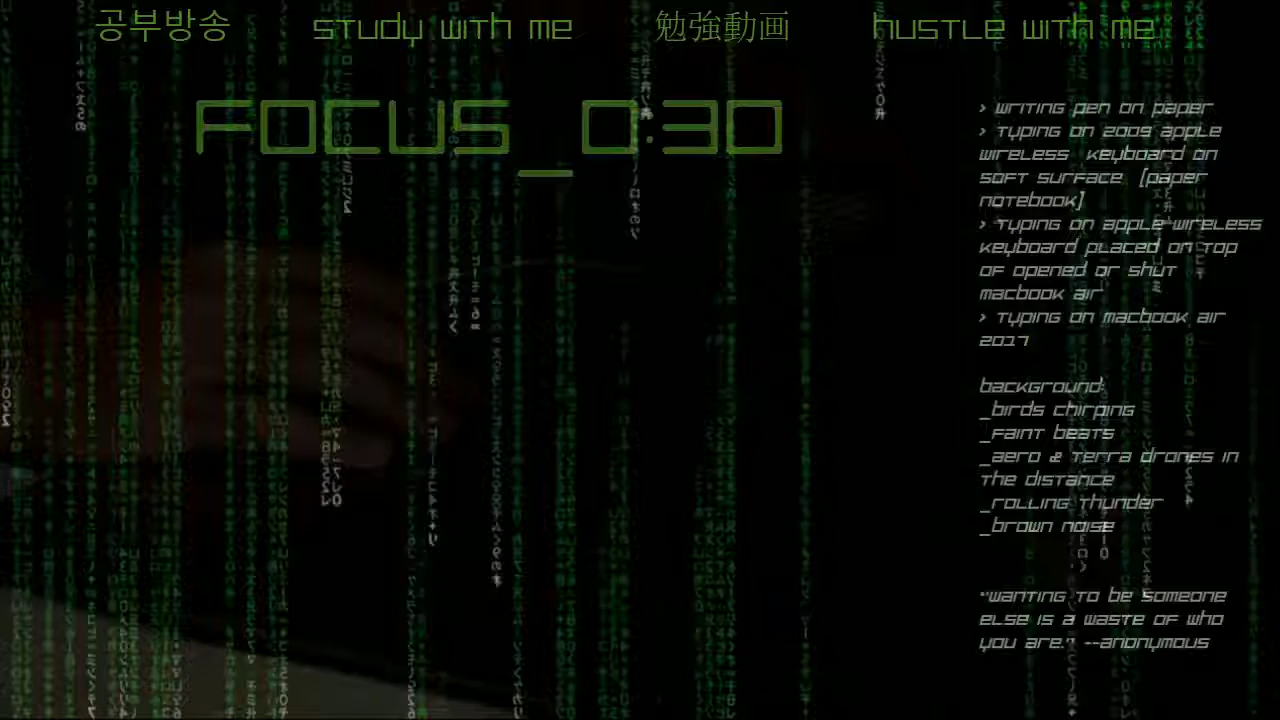 공부방송 study with me 勉強動画 hustle with me
FOCUS_ 0:30
> writing pen on paper
> typing on 2009 apple
wireless keyboard on
soft surface [paper
notebook]
> typing on apple wireless
keyboard placed on top
of opened or shut
macbook air
> typing on macbook air
2017
background:
_birds chirping
_faint beats
_aero & terra drones in
the distance
_rolling thunder
_brown noise
"wanting to be someone
else is a waste of who
you are." --anonymous